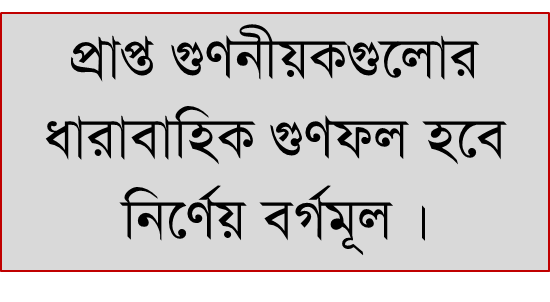 প্রাপ্ত গুণনীয়কগুলোর
ধারাবাহিক গুণফল হবে
নির্ণেয় বর্গমূল ।